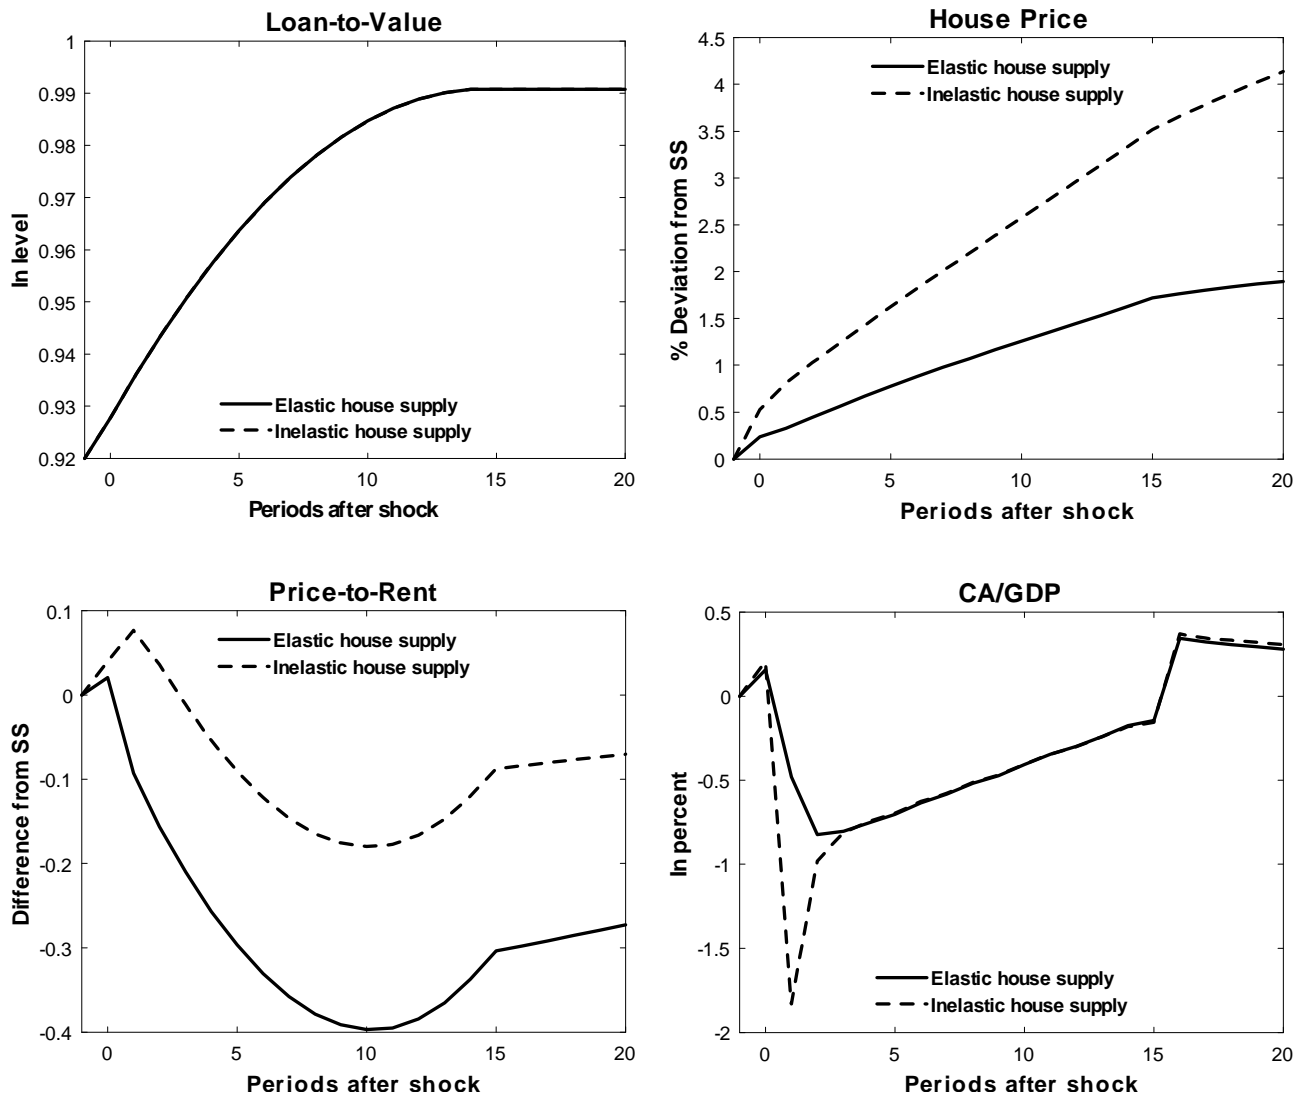 Loan-to-Value
1
0.99
0.98
0.97
0.96
0.95
0.94
0.93
0.92
In level
Elastic house supply
Inelastic house supply
0 5 10 15 20
Periods after shock
House Price
4.5
4
3.5
3
2.5
2
1.5
1
0.5
0
% Deviation from SS
Elastic house supply
Inelastic house supply
0 5 10 15 20
Periods after shock
Price-to-Rent
0.1
0
-0.1
-0.2
-0.3
-0.4
Difference from SS
Elastic house supply
Inelastic house supply
0 5 10 15 20
Periods after shock
CA/GDP
0.5
0
-0.5
-1
-1.5
-2
In percent
Elastic house supply
Inelastic house supply
0 5 10 15 20
Periods after shock